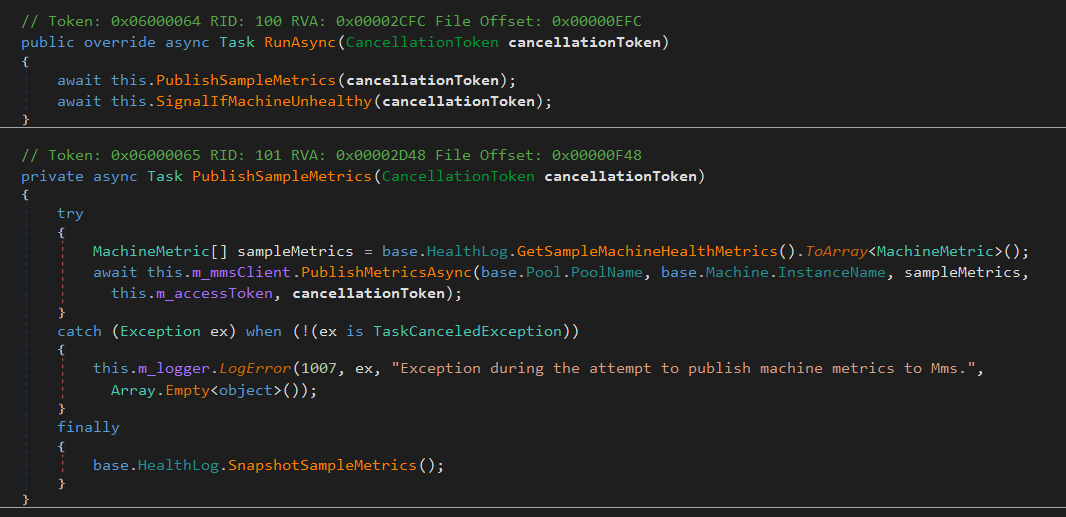 // Token: 0x06000064 RID: 100 RVA: 0x00002CFC File Offset: 0x00000EFC
public override async Task RunAsync(CancellationToken cancellationToken)
{
    await this.PublishSampleMetrics(cancellationToken);
    await this.SignalIfMachineUnhealthy(cancellationToken);
}
// Token: 0x06000065 RID: 101 RVA: 0x00002D48 File Offset: 0x00000F48
private async Task PublishSampleMetrics(CancellationToken cancellationToken)
{
    try
    {
        MachineMetric[] sampleMetrics = base.HealthLog.GetSampleMachineHealthMetrics().ToArray<MachineMetric>();
        await this.m_mmsClient.PublishMetricsAsync(base.Pool.PoolName, base.Machine.InstanceName, sampleMetrics,
          this.m_accessToken, cancellationToken);
    }
    catch (Exception ex) when (!(ex is TaskCanceledException))
    {
        this.m_logger.LogError(1007, ex, "Exception during the attempt to publish machine metrics to Mms.",
          Array.Empty<object>());
    }
    finally
    {
        base.HealthLog.SnapshotSampleMetrics();
    }
}